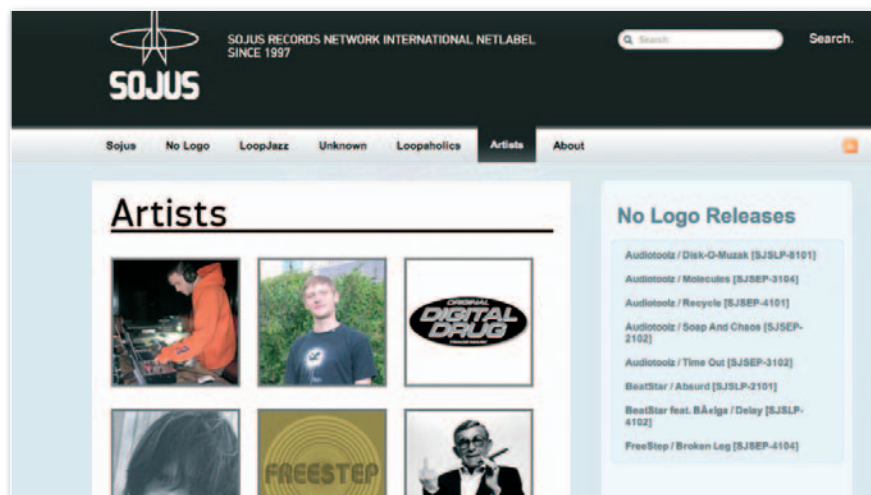 SOJUS RECORDS NETWORK INTERNATIONAL NETLABEL
SINCE 1997
Search
Search.
SOJUS
Sojus
No Logo
LoopJazz
Unknown
Loopaholics
Artists
About
Artists
No Logo Releases
Audiotoolz / Disk-O-Muzak [SJSLP-8101]
Audiotoolz / Molecules [SJSEP-3104]
Audiotoolz / Recycle [SJSEP-4101]
Audiotoolz / Soap And Chaos [SJSEP-
2102]
Audiotoolz / Time Out [SJSEP-3102]
BeatStar / Absurd [SJSLP-2101]
BeatStar feat. BÄ«lga / Delay [SJSLP-
4102]
FreeStep / Broken Leg [SJSEP-4104]
ORIGINAL
DIGITAL
DRUG
FREESTEP